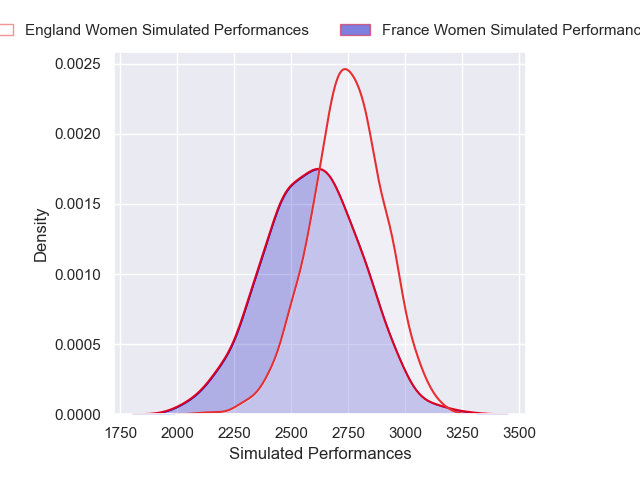 England Women Simulated Performances
France Women Simulated Performanc
0.0025
0.0020
0.0015
0.0010
0.0005
0.0000
Density
1750 2000 2250 2500 2750 3000 3250 3500
Simulated Performances